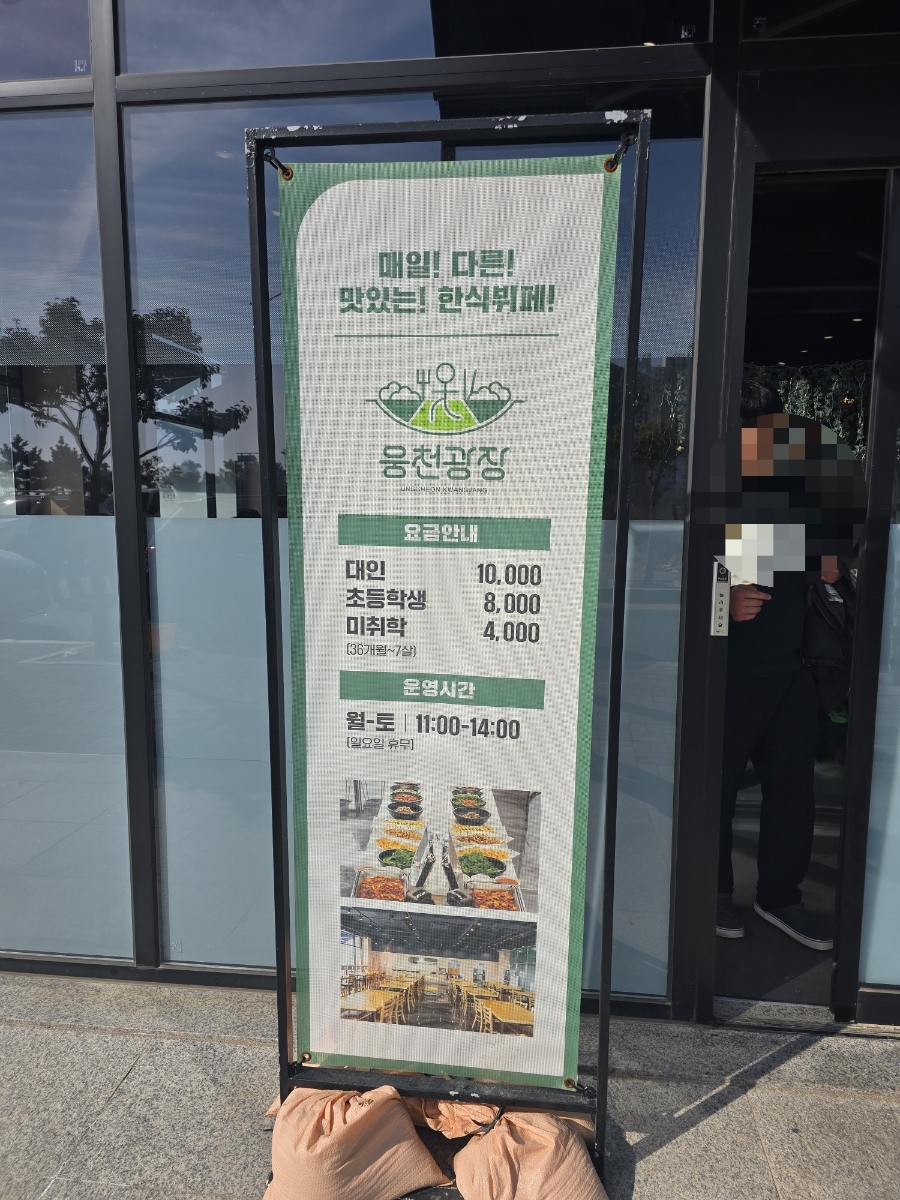 매일! 다른!
맛있는! 한식뷔페!
웅천광장
UNGCHEON KWANGJANG
요금안내
대인 10,000
초등학생 8,000
미취학 4,000
(36개월~7살)
운영시간
월-토 | 11:00-14:00
[일요일 휴무]